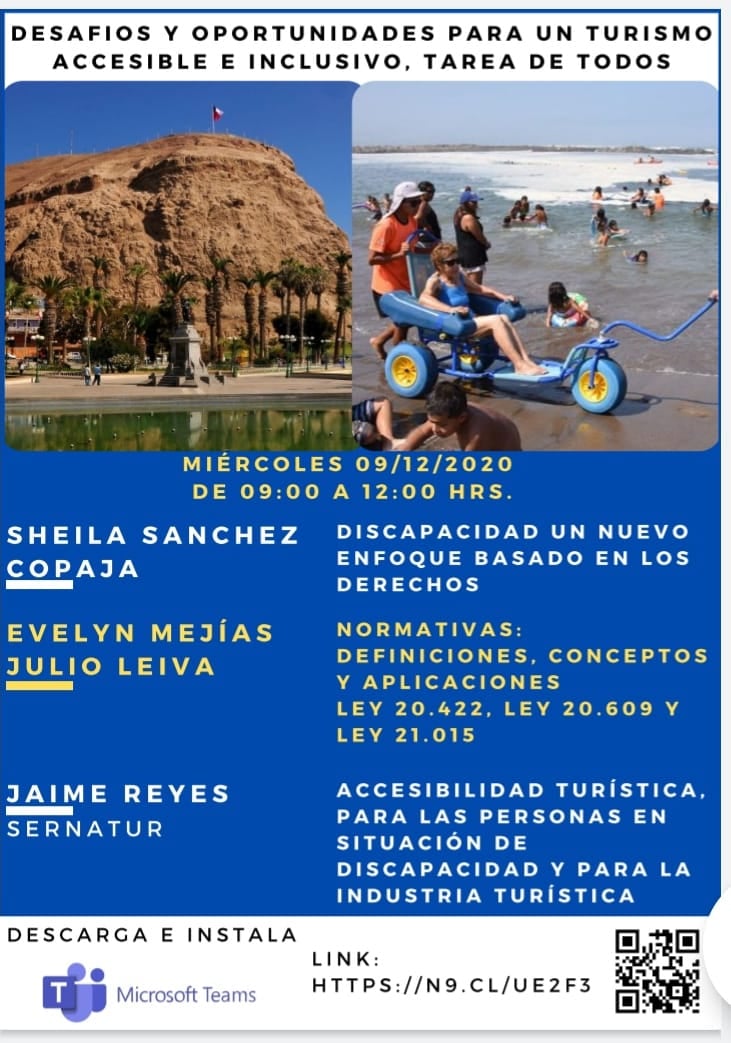 DESAFIOS Y OPORTUNIDADES PARA UN TURISMO
ACCESIBLE E INCLUSIVO, TAREA DE TODOS
MIÉRCOLES 09/12/2020
DE 09:00 A 12:00 HRS.
SHEILA SANCHEZ
COPAJA
DISCAPACIDAD UN NUEVO
ENFOQUE BASADO EN LOS
DERECHOS
EVELYN MEJÍAS
JULIO LEIVA
NORMATIVAS:
DEFINICIONES, CONCEPTOS
Y APLICACIONES
LEY 20.422, LEY 20.609 Y
LEY 21.015
JAIME REYES
SERNATUR
ACCESIBILIDAD TURÍSTICA,
PARA LAS PERSONAS EN
SITUACIÓN DE
DISCAPACIDAD Y PARA LA
INDUSTRIA TURÍSTICA
DESCARGA E INSTALA
T Microsoft Teams
LINK:
HTTPS://N9.CL/UE2F3